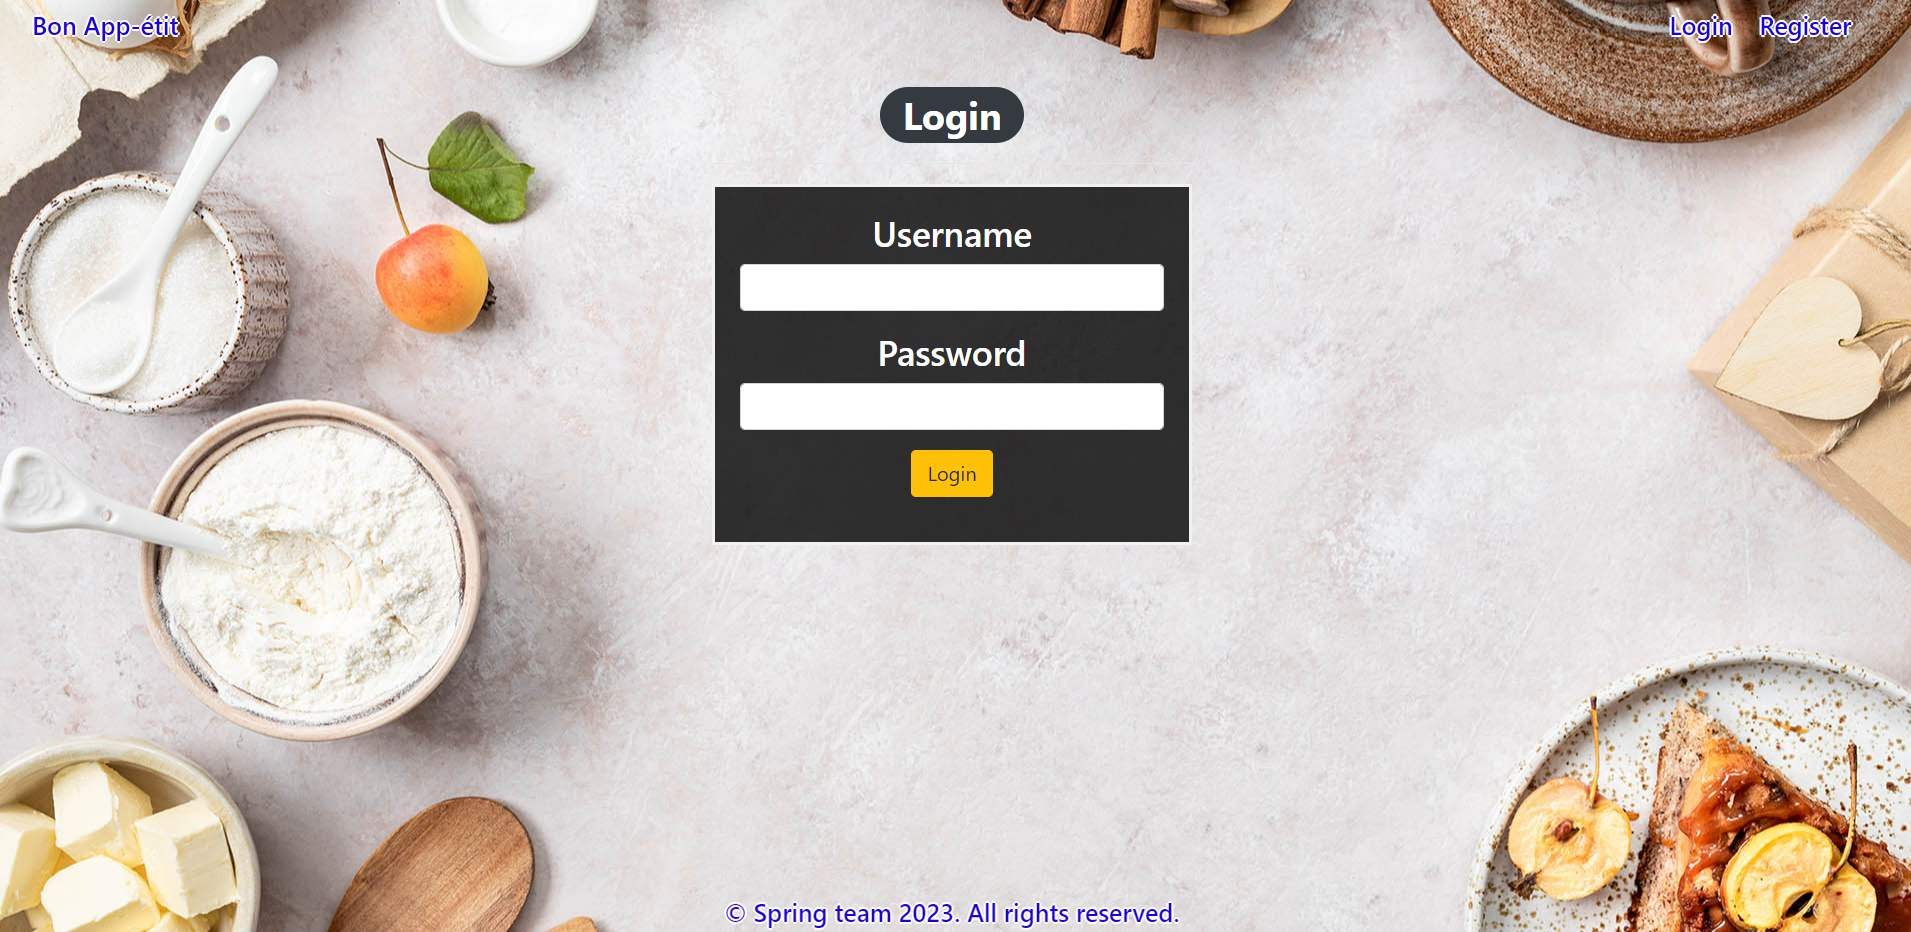 Bon App-étit
Login Register
Login
Username
Password
Login
© Spring team 2023. All rights reserved.